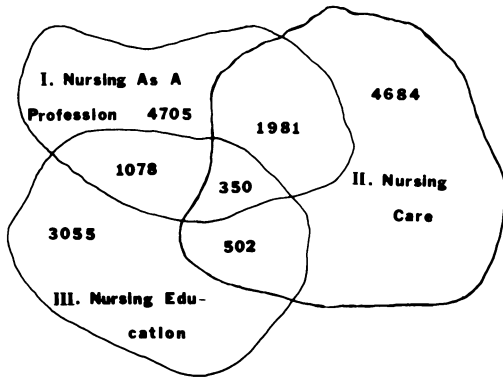 I. Nursing As A
Profession 4705
4684
1981
1078
350
II. Nursing
Care
3055
502
III. Nursing Edu-
cation